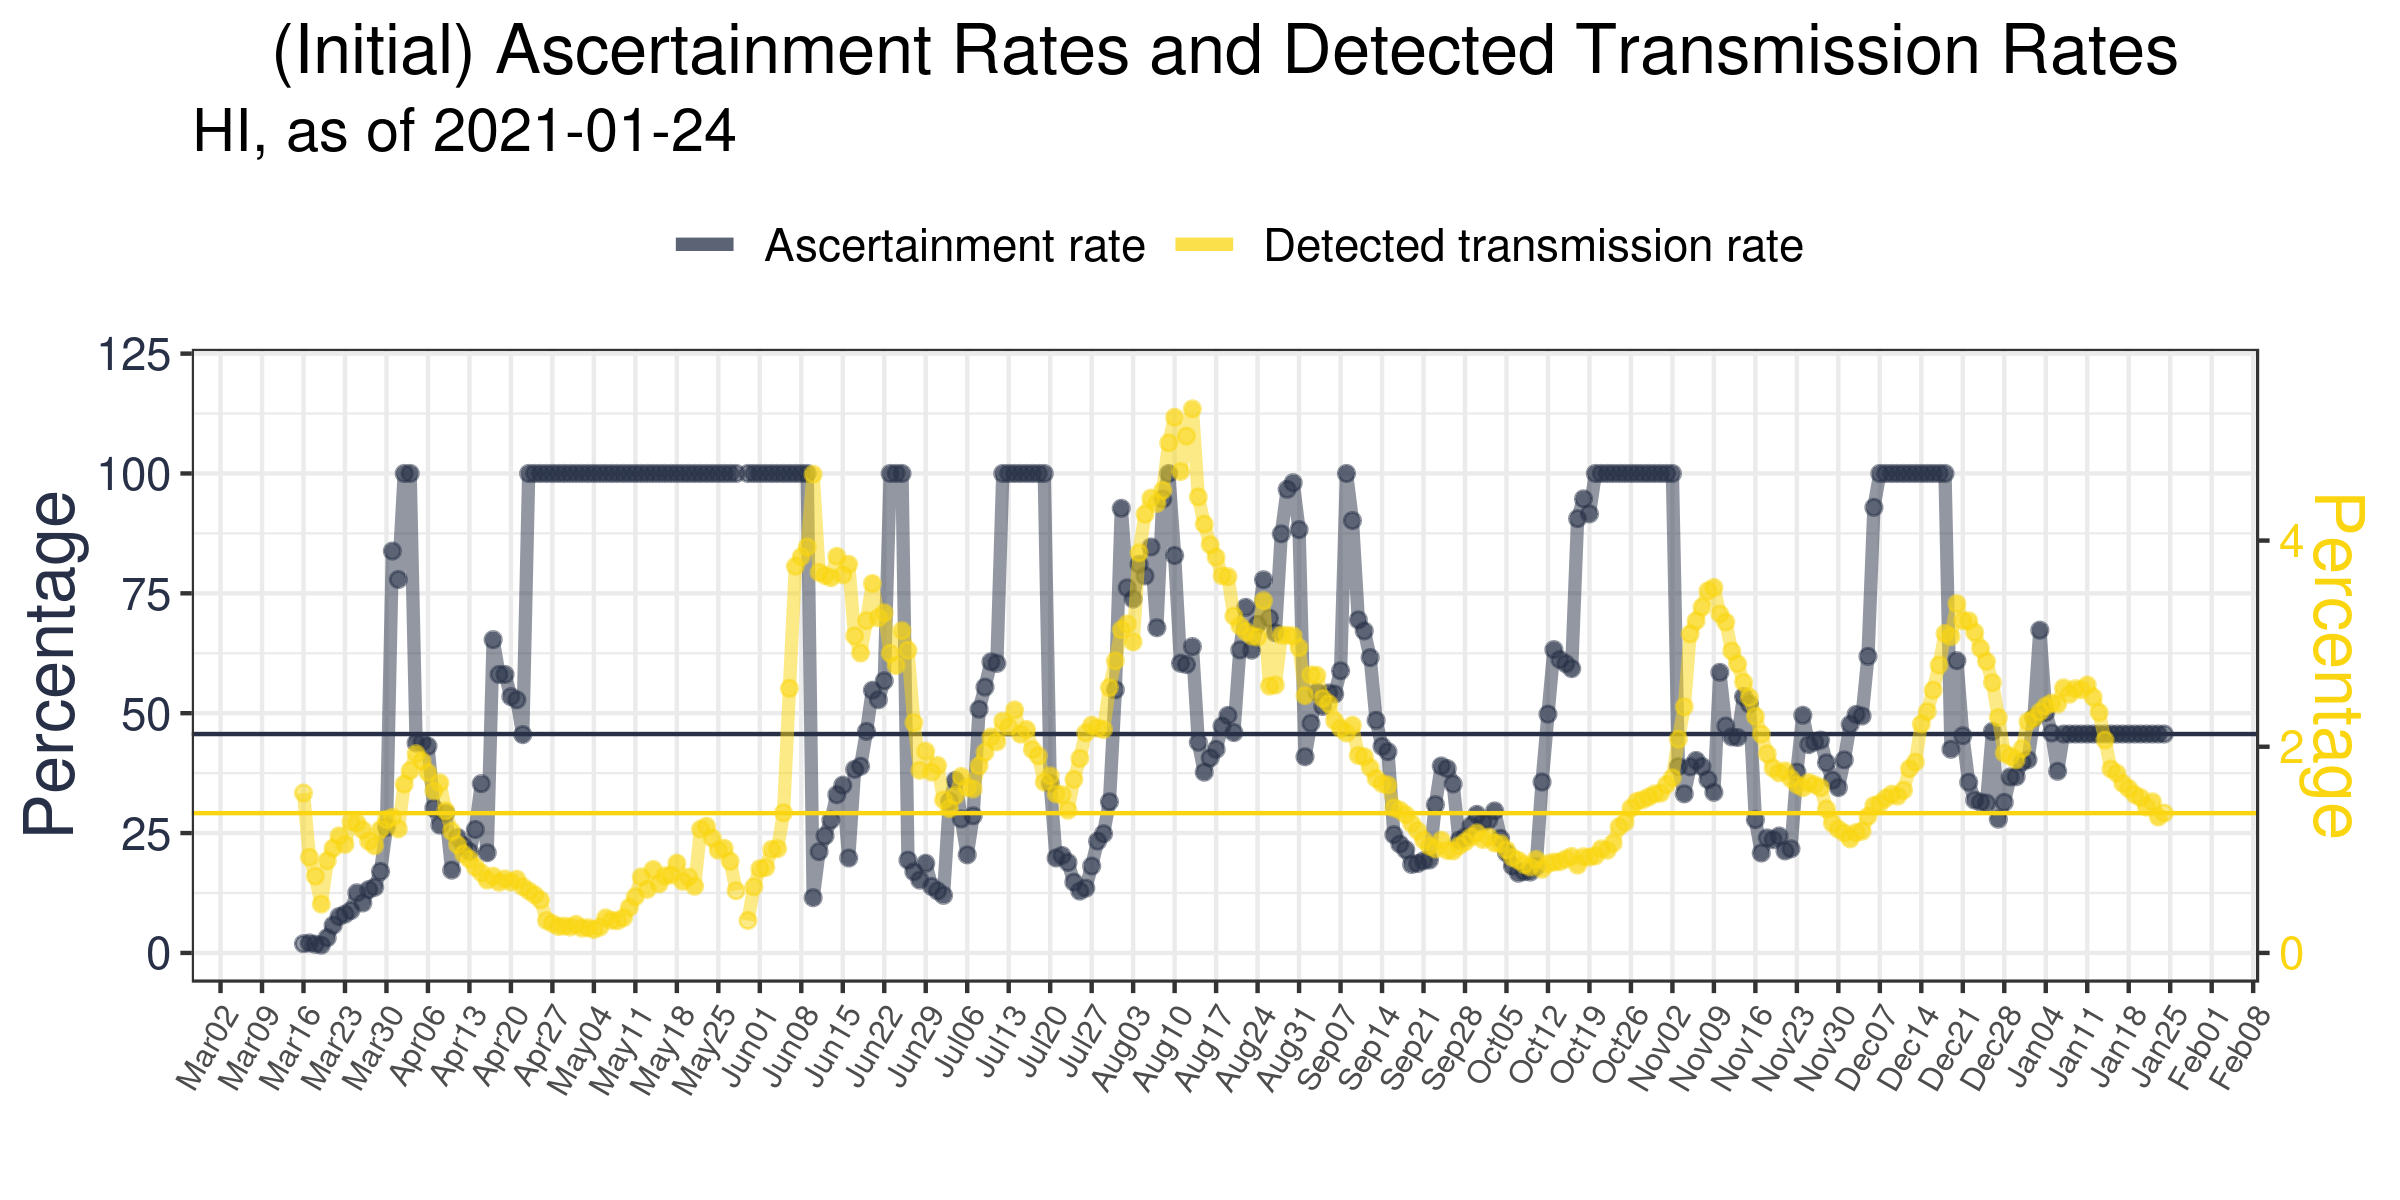 (Initial) Ascertainment Rates and Detected Transmission Rates
HI, as of 2021-01-24
Ascertainment rate
Detected transmission rate
Percentage
125
100
75
50
25
0
4
2
0
Percentage
Mar02
Mar09
Mar16
Mar23
Mar30
Apr06
Apr13
Apr20
Apr27
May04
May11
May18
May25
Jun01
Jun08
Jun15
Jun22
Jun29
Jul06
Jul13
Jul20
Jul27
Aug03
Aug10
Aug17
Aug24
Aug31
Sep07
Sep14
Sep21
Sep28
Oct05
Oct12
Oct19
Oct26
Nov02
Nov09
Nov16
Nov23
Nov30
Dec07
Dec14
Dec21
Dec28
Jan04
Jan11
Jan18
Jan25
Feb01
Feb08